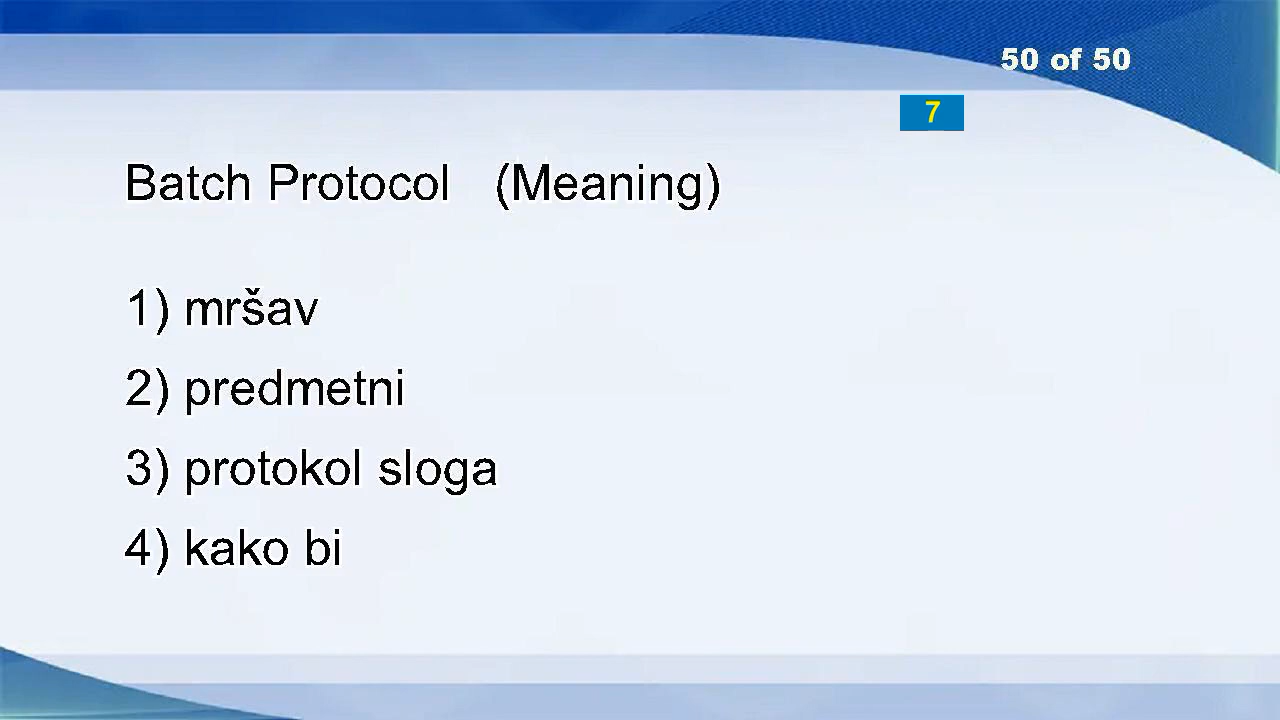 50 of 50
7
Batch Protocol (Meaning)
1) mršav
2) predmetni
3) protokol sloga
4) kako bi